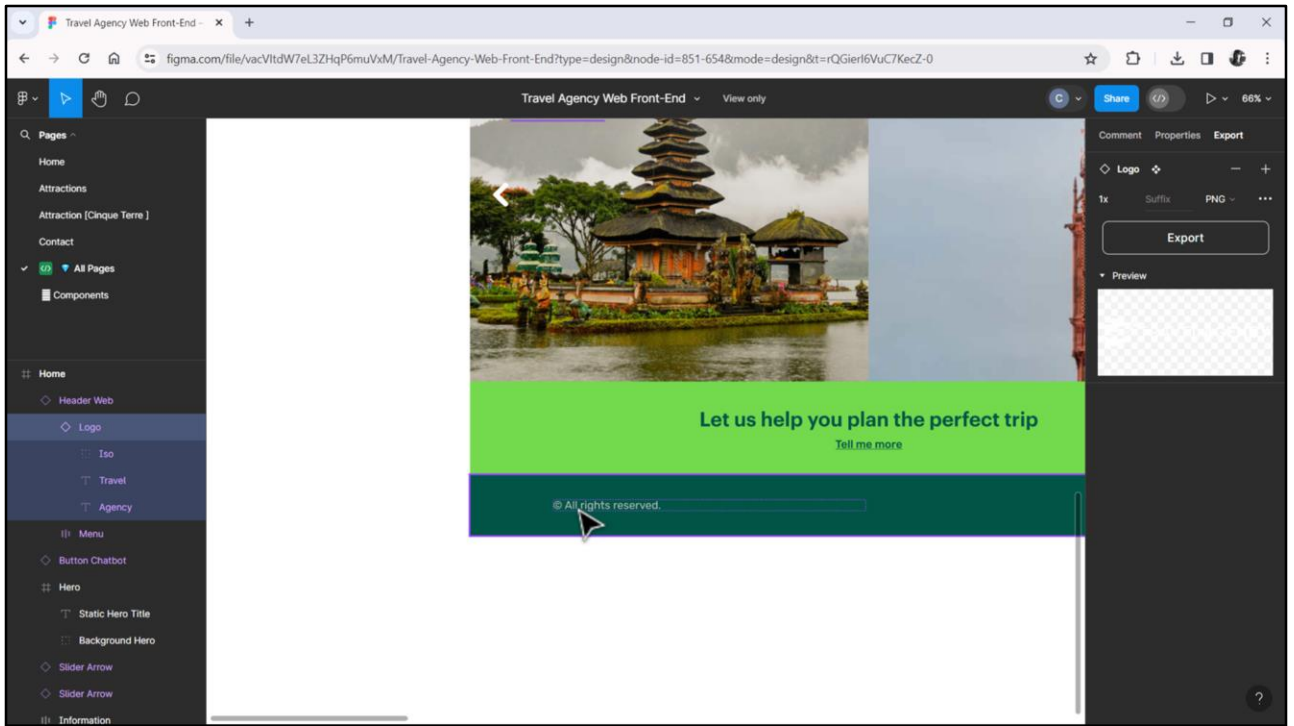 Travel Agency Web Front-End -
figma.com/file/vacVItdW7eL3ZHqP6muVxM/Travel-Agency-Web-Front-End?type=design&node-id=851-654&mode=design&t=rQGierI6VuC7KecZ-0
Travel Agency Web Front-End View only
C Share 66%
Pages
Home
Attractions
Attraction [Cinque Terre ]
Contact
All Pages
Components
Home
Header Web
Logo
Iso
Travel
Agency
Menu
Button Chatbot
Hero
Static Hero Title
Background Hero
Slider Arrow
Slider Arrow
Information
Let us help you plan the perfect trip
Tell me more
© All rights reserved.
Comment Properties Export
Logo
1x Suffix PNG
Export
Preview
?